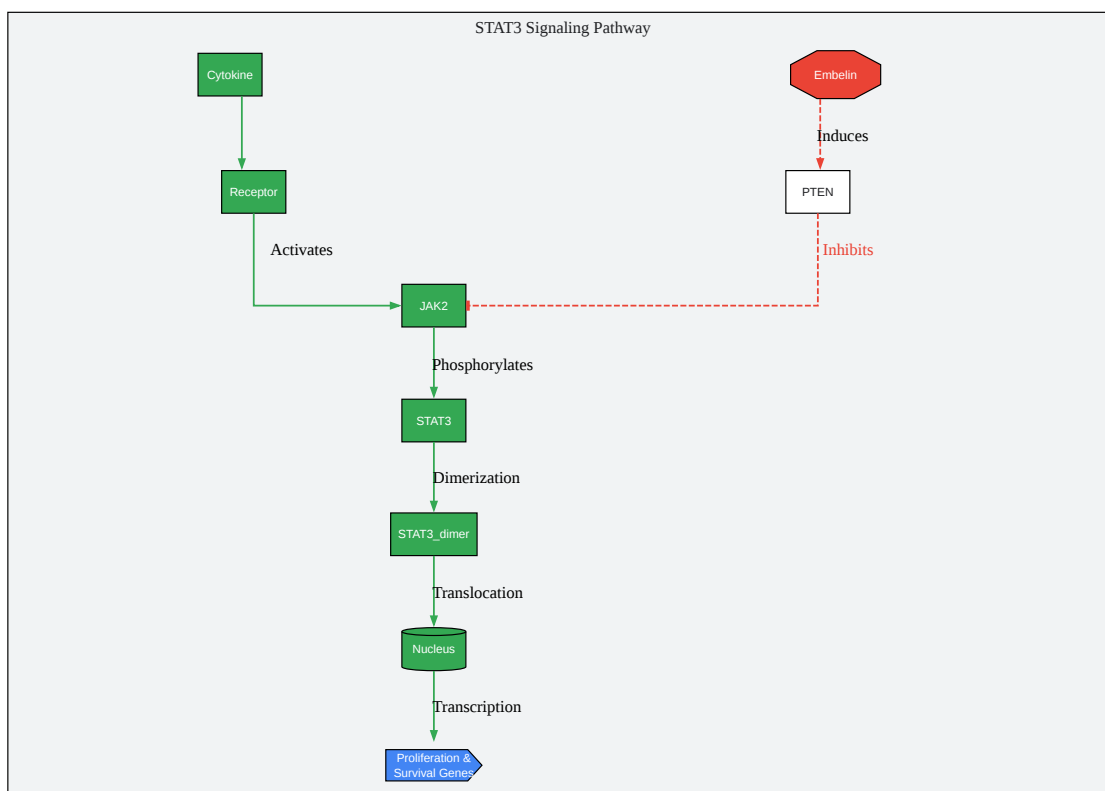 STAT3 Signaling Pathway
Cytokine
Embelin
Induces
Receptor
PTEN
Activates
Inhibits
JAK2
Phosphorylates
STAT3
Dimerization
STAT3_dimer
Translocation
Nucleus
Transcription
Proliferation &
Survival Genes